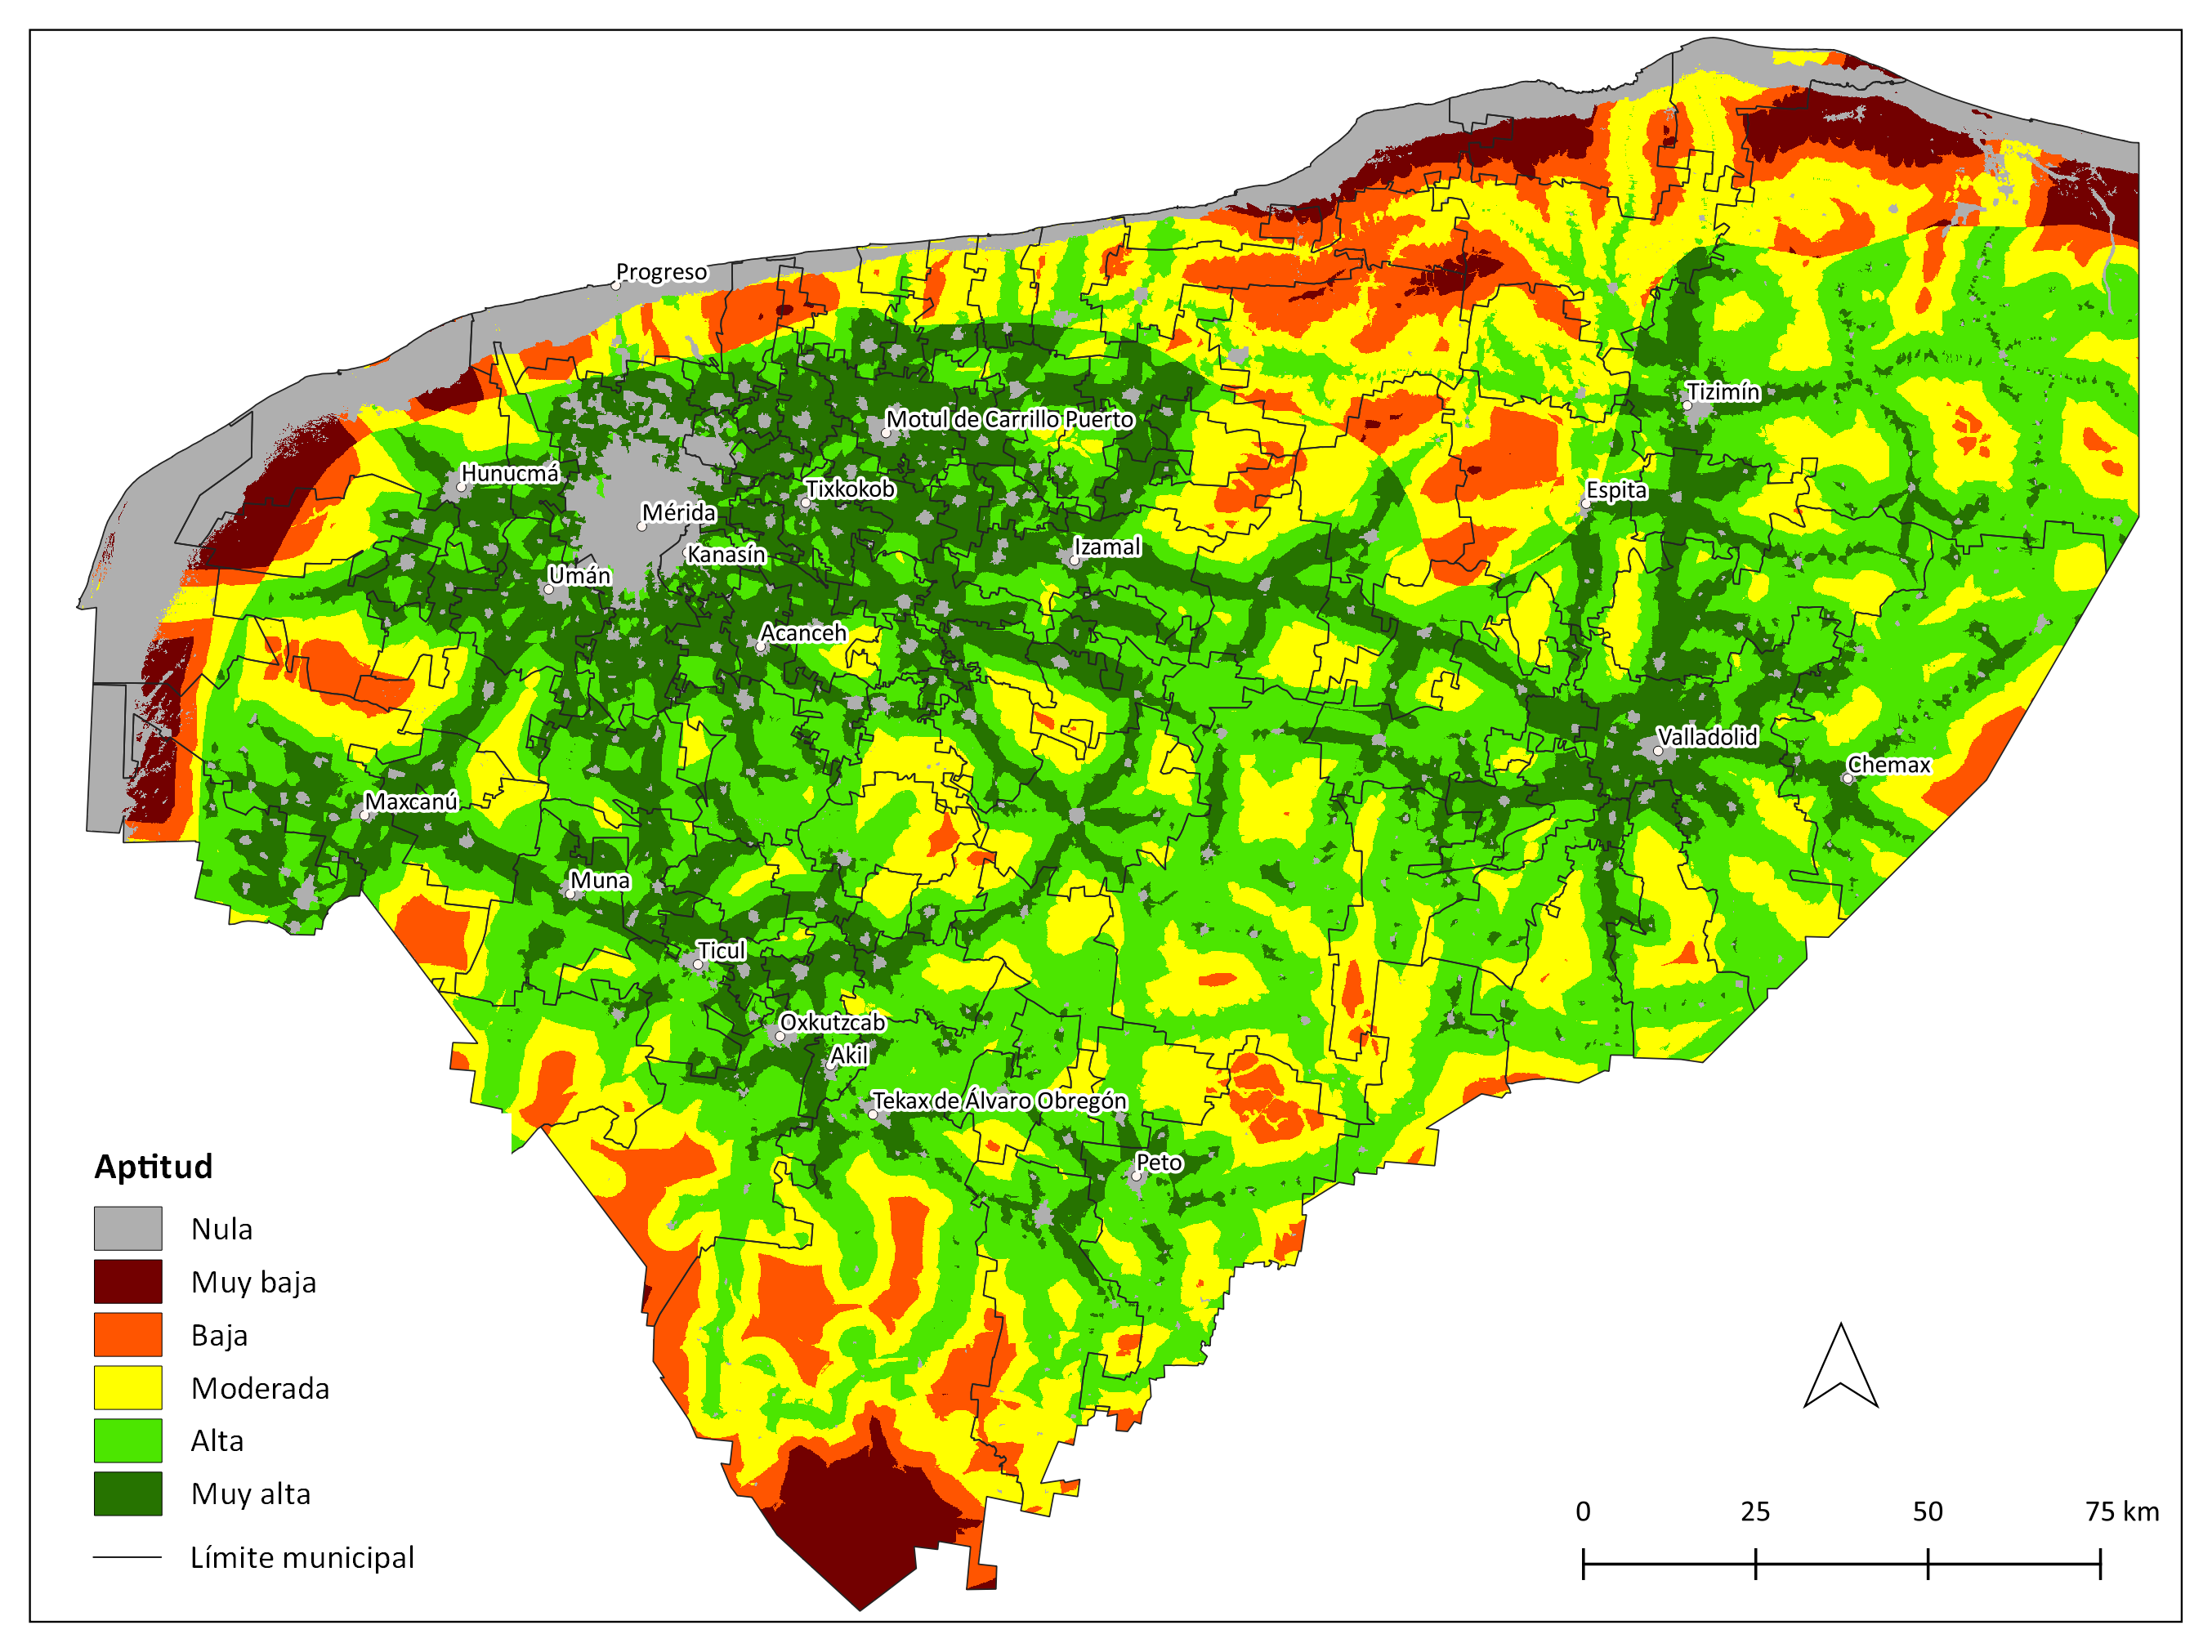 Progreso
Tizimín
Motul de Carrillo Puerto
Hunucmá
Tixkokob
Espita
Mérida
Izamal
Kanasín
Umán
Acanceh
Valladolid
Chemax
Maxcanú
Muna
Ticul
Oxkutzcab
Akil
Tekax de Álvaro Obregón
Peto
Aptitud
Nula
Muy baja
Baja
Moderada
Alta
Muy alta
Límite municipal
0 25 50 75 km